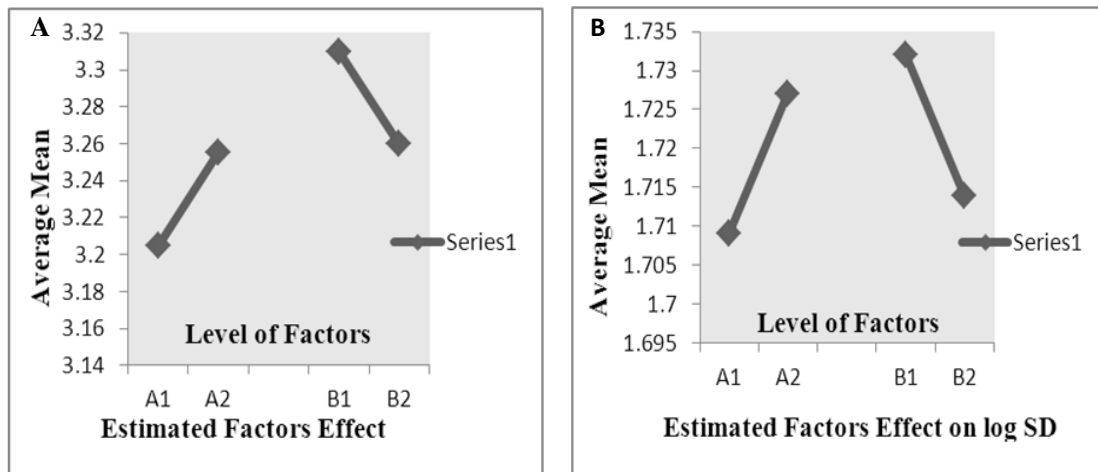 A
3.32
3.3
3.28
3.26
3.24
3.22
3.2
3.18
3.16
3.14
Average Mean
Series1
Level of Factors
A1 A2 B1 B2
Estimated Factors Effect
B
1.735
1.73
1.725
1.72
1.715
1.71
1.705
1.7
1.695
Average Mean
Series1
Level of Factors
A1 A2 B1 B2
Estimated Factors Effect on log SD